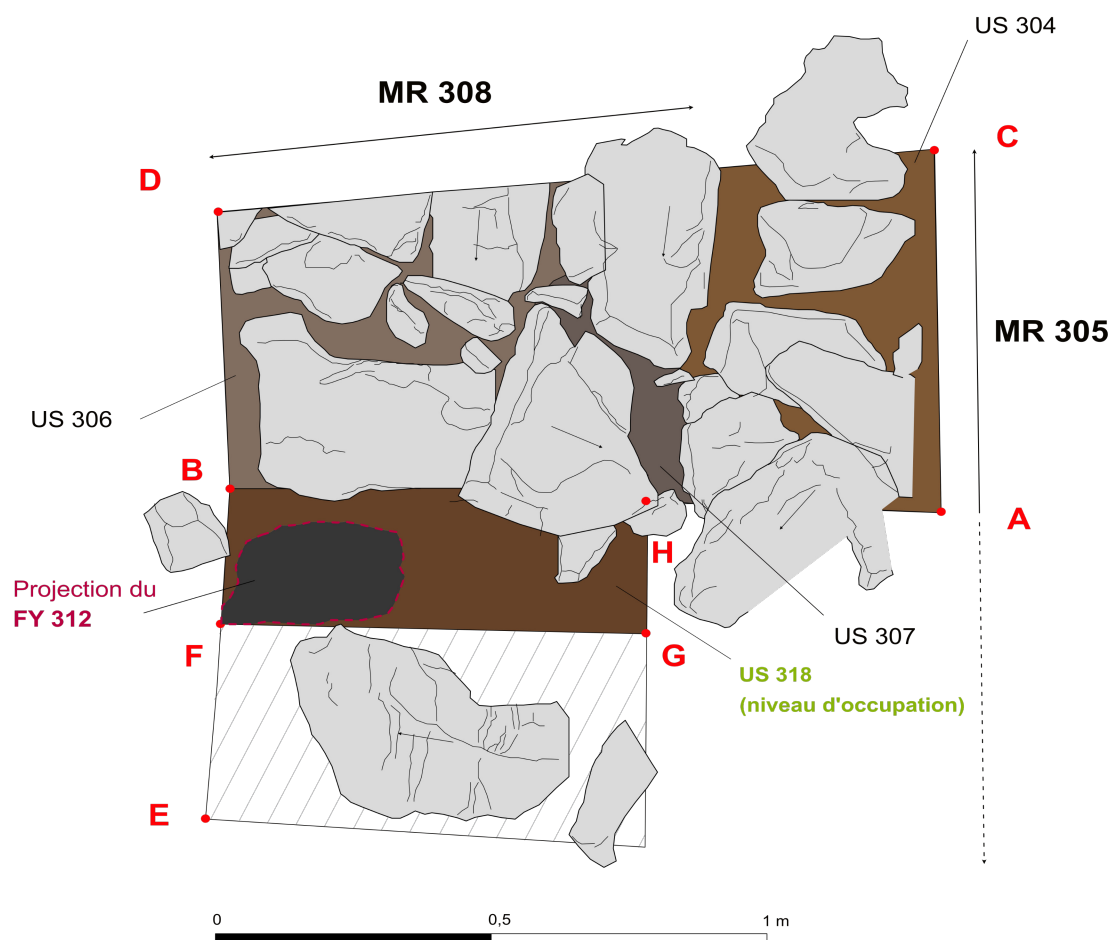 US 304
MR 308
C
D
MR 305
US 306
B
A
H
Projection du
FY 312
US 307
F
G
US 318
(niveau d'occupation)
E
0
0,5
1 m